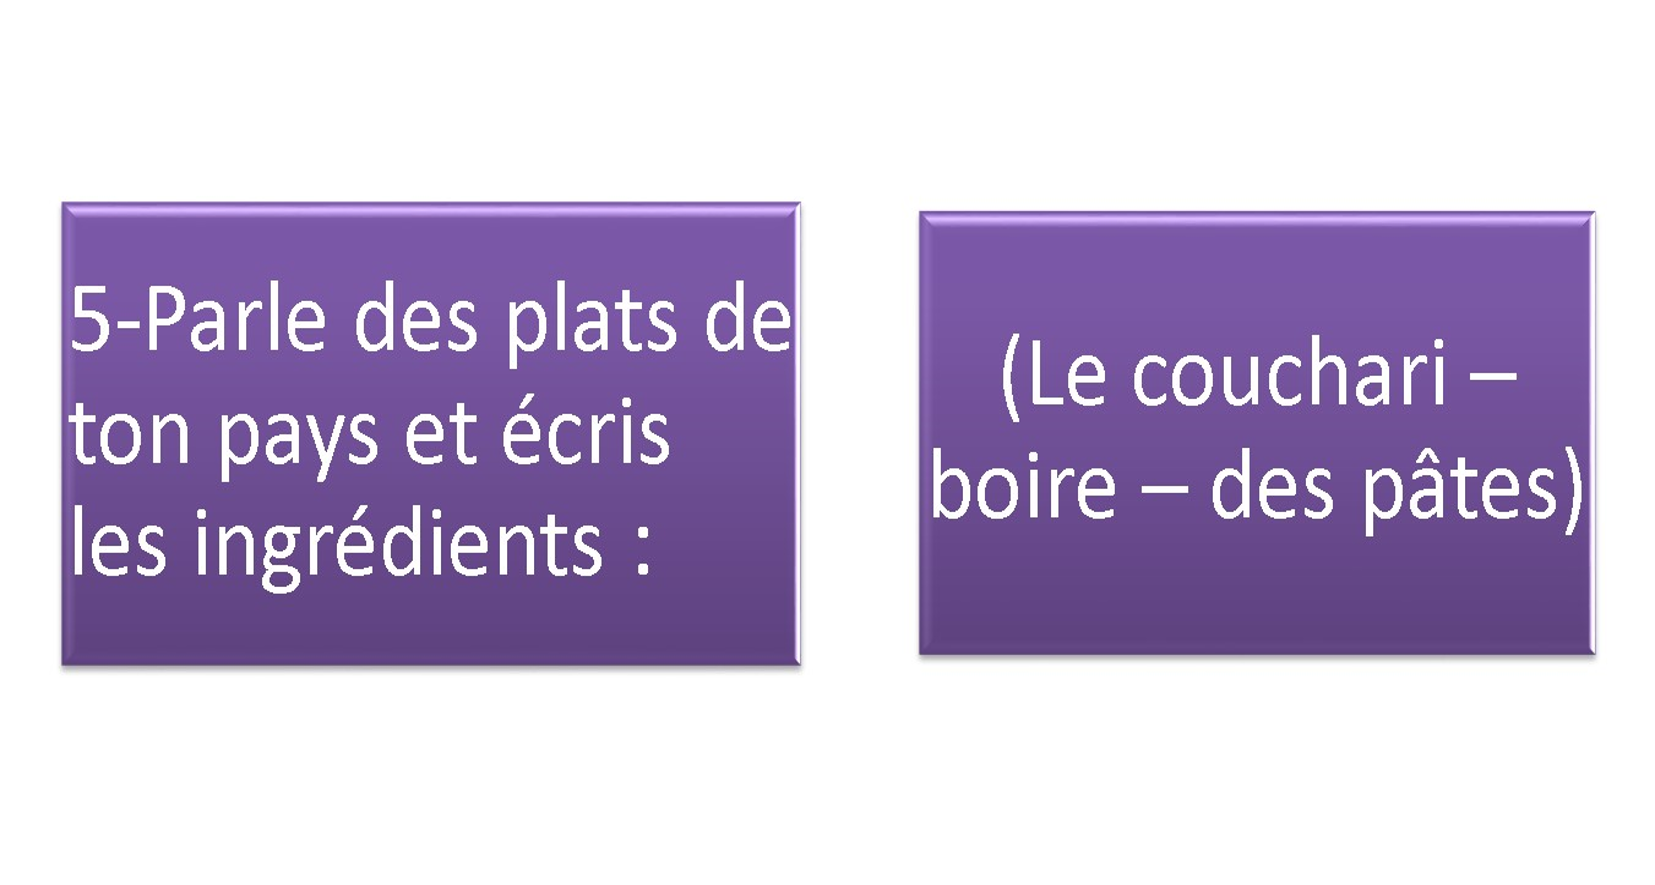 5-Parle des plats de
ton pays et écris
les ingrédients :
(Le couchari –
boire – des pâtes)